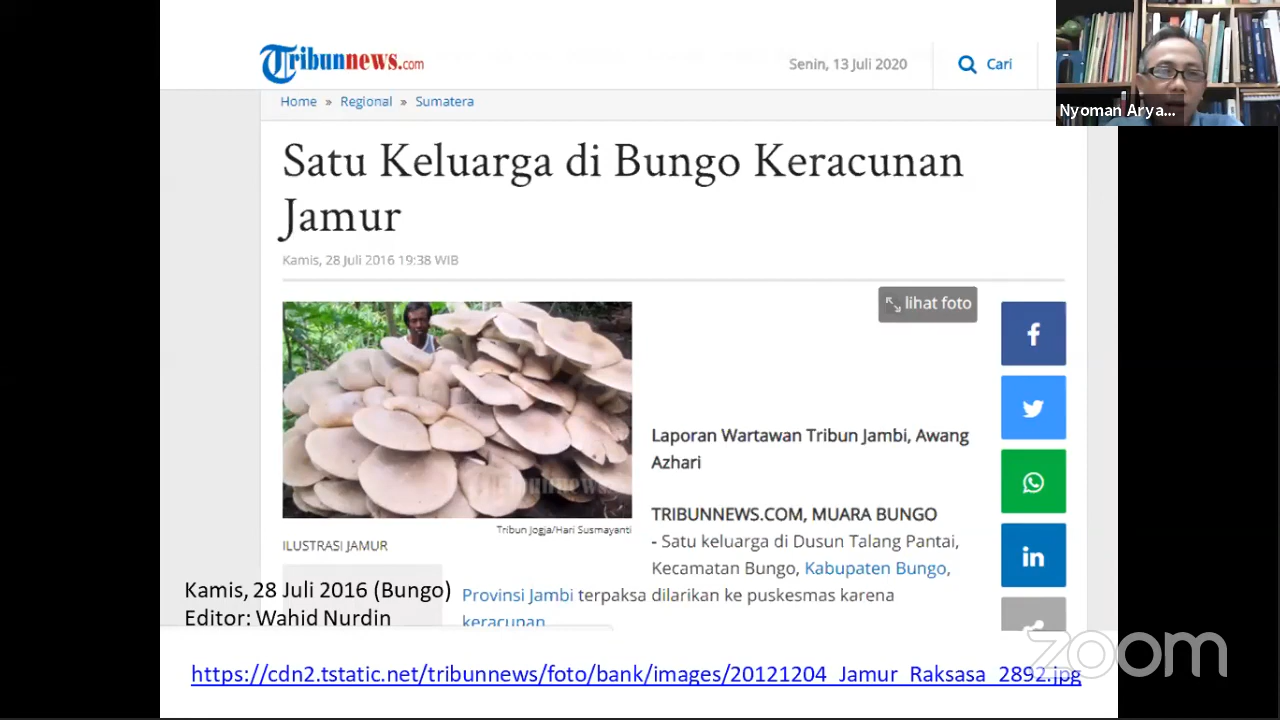 Tribunnews.com
Senin, 13 Juli 2020
Cari
Nyoman Arya...
Home » Regional » Sumatera
Satu Keluarga di Bungo Keracunan
Jamur
Kamis, 28 Juli 2016 19:38 WIB
lihat foto
Laporan Wartawan Tribun Jambi, Awang
Azhari
TRIBUNNEWS.COM, MUARA BUNGO
- Satu keluarga di Dusun Talang Pantai,
Kecamatan Bungo, Kabupaten Bungo,
Provinsi Jambi terpaksa dilarikan ke puskesmas karena
keracunan
Tribunnews
Tribun Jogja/Hari Susmayanti
ILUSTRASI JAMUR
Kamis, 28 Juli 2016 (Bungo)
Editor: Wahid Nurdin
https://cdn2.tstatic.net/tribunnews/foto/bank/images/20121204_Jamur_Raksasa_2892.jpg
zoom